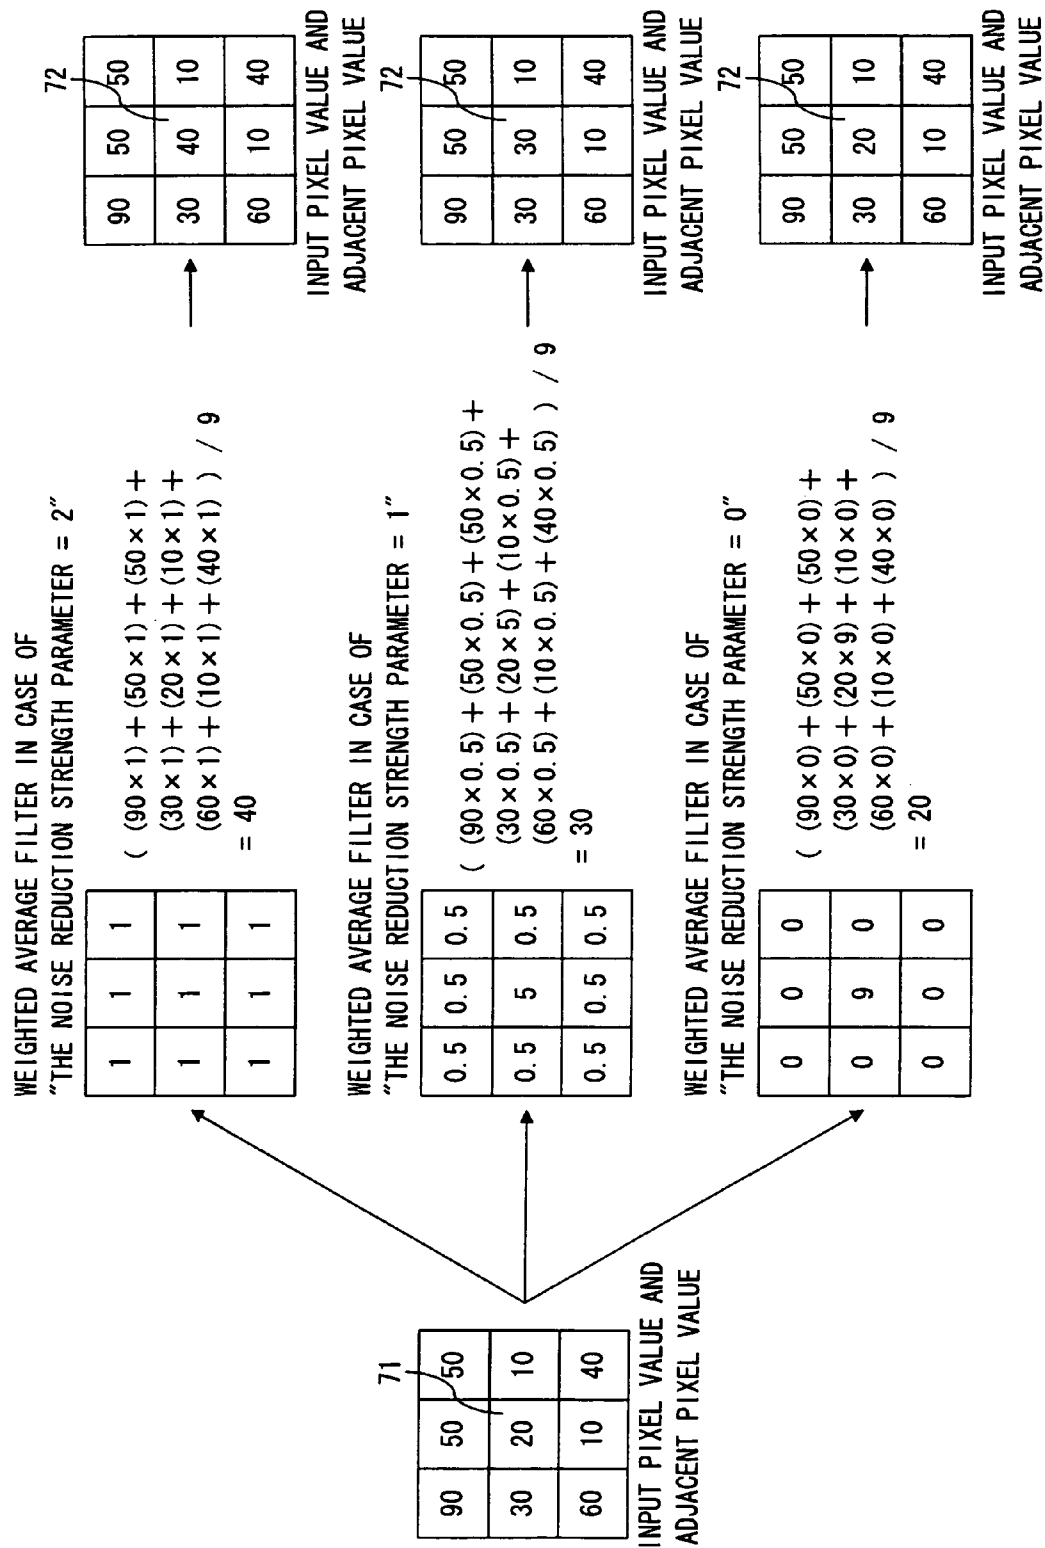 71
90 50 50
30 20 10
60 10 40
INPUT PIXEL VALUE AND
ADJACENT PIXEL VALUE
WEIGHTED AVERAGE FILTER IN CASE OF
"THE NOISE REDUCTION STRENGTH PARAMETER = 2"
1 1 1
1 1 1
1 1 1
( (90×1)+(50×1)+(50×1)+
(30×1)+(20×1)+(10×1)+
(60×1)+(10×1)+(40×1) ) / 9
= 40
72
90 50 50
30 40 10
60 10 40
INPUT PIXEL VALUE AND
ADJACENT PIXEL VALUE
WEIGHTED AVERAGE FILTER IN CASE OF
"THE NOISE REDUCTION STRENGTH PARAMETER = 1"
0.5 0.5 0.5
0.5 5 0.5
0.5 0.5 0.5
( (90×0.5)+(50×0.5)+(50×0.5)+
(30×0.5)+(20×5)+(10×0.5)+
(60×0.5)+(10×0.5)+(40×0.5) ) / 9
= 30
72
90 50 50
30 30 10
60 10 40
INPUT PIXEL VALUE AND
ADJACENT PIXEL VALUE
WEIGHTED AVERAGE FILTER IN CASE OF
"THE NOISE REDUCTION STRENGTH PARAMETER = 0"
0 0 0
0 9 0
0 0 0
( (90×0)+(50×0)+(50×0)+
(30×0)+(20×9)+(10×0)+
(60×0)+(10×0)+(40×0) ) / 9
= 20
72
90 50 50
30 20 10
60 10 40
INPUT PIXEL VALUE AND
ADJACENT PIXEL VALUE